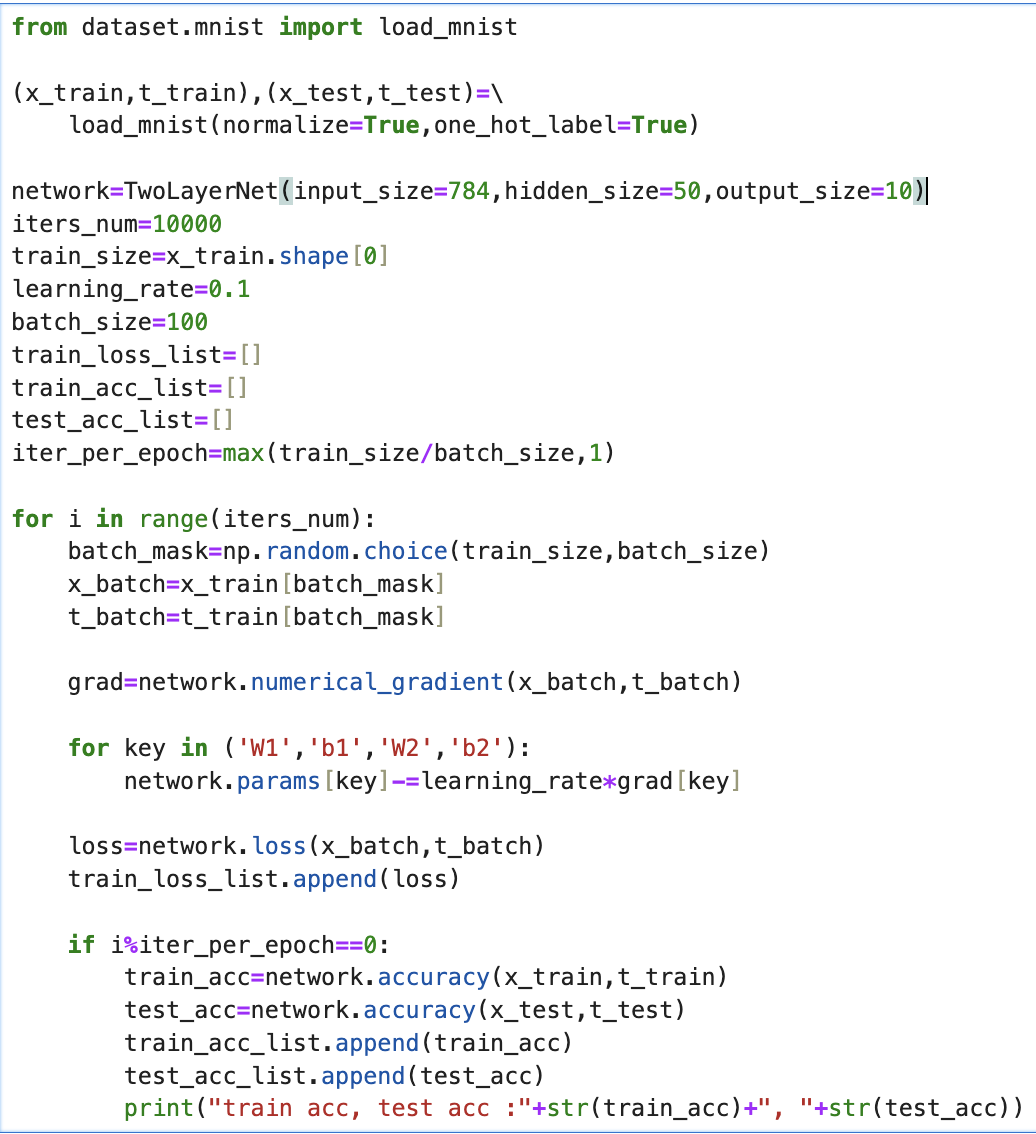 from dataset.mnist import load_mnist

(x_train,t_train),(x_test,t_test)=\
    load_mnist(normalize=True,one_hot_label=True)

network=TwoLayerNet(input_size=784,hidden_size=50,output_size=10)
iters_num=10000
train_size=x_train.shape[0]
learning_rate=0.1
batch_size=100
train_loss_list=[]
train_acc_list=[]
test_acc_list=[]
iter_per_epoch=max(train_size/batch_size,1)

for i in range(iters_num):
    batch_mask=np.random.choice(train_size,batch_size)
    x_batch=x_train[batch_mask]
    t_batch=t_train[batch_mask]

    grad=network.numerical_gradient(x_batch,t_batch)

    for key in ('W1','b1','W2','b2'):
        network.params[key]-=learning_rate*grad[key]

    loss=network.loss(x_batch,t_batch)
    train_loss_list.append(loss)

    if i%iter_per_epoch==0:
        train_acc=network.accuracy(x_train,t_train)
        test_acc=network.accuracy(x_test,t_test)
        train_acc_list.append(train_acc)
        test_acc_list.append(test_acc)
        print("train acc, test acc :"+str(train_acc)+", "+str(test_acc))